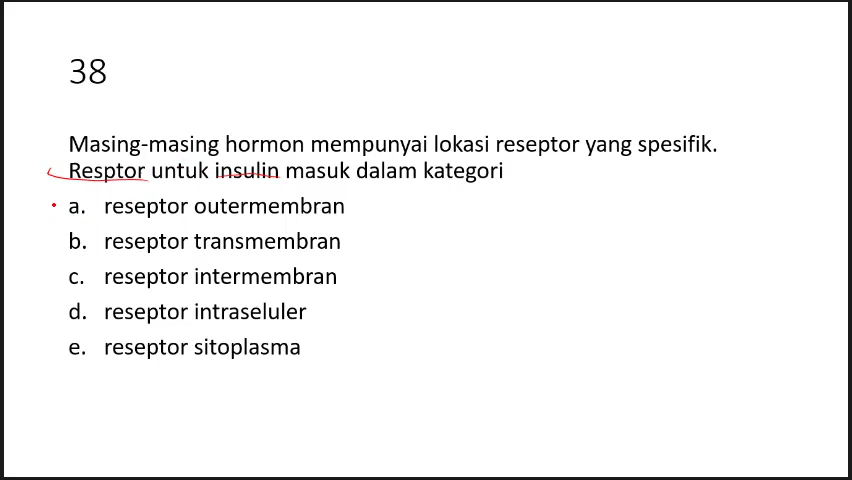 38
Masing-masing hormon mempunyai lokasi reseptor yang spesifik.
Resptor untuk insulin masuk dalam kategori
a. reseptor outermembran
b. reseptor transmembran
c. reseptor intermembran
d. reseptor intraseluler
e. reseptor sitoplasma